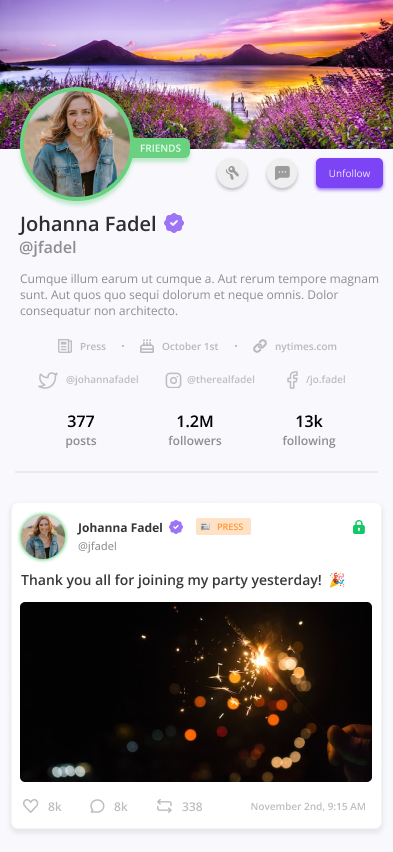 FRIENDS
Unfollow
Johanna Fadel
@jfadel
Cumque illum earum ut cumque a. Aut rerum tempore magnam
sunt. Aut quos quo sequi dolorum et neque omnis. Dolor
consequatur non architecto.
Press · October 1st · nytimes.com
@johannafadel @therealfadel /jo.fadel
377 1.2M 13k
posts followers following
Johanna Fadel PRESS
@jfadel
Thank you all for joining my party yesterday! 🎉
8k 8k 338 November 2nd, 9:15 AM